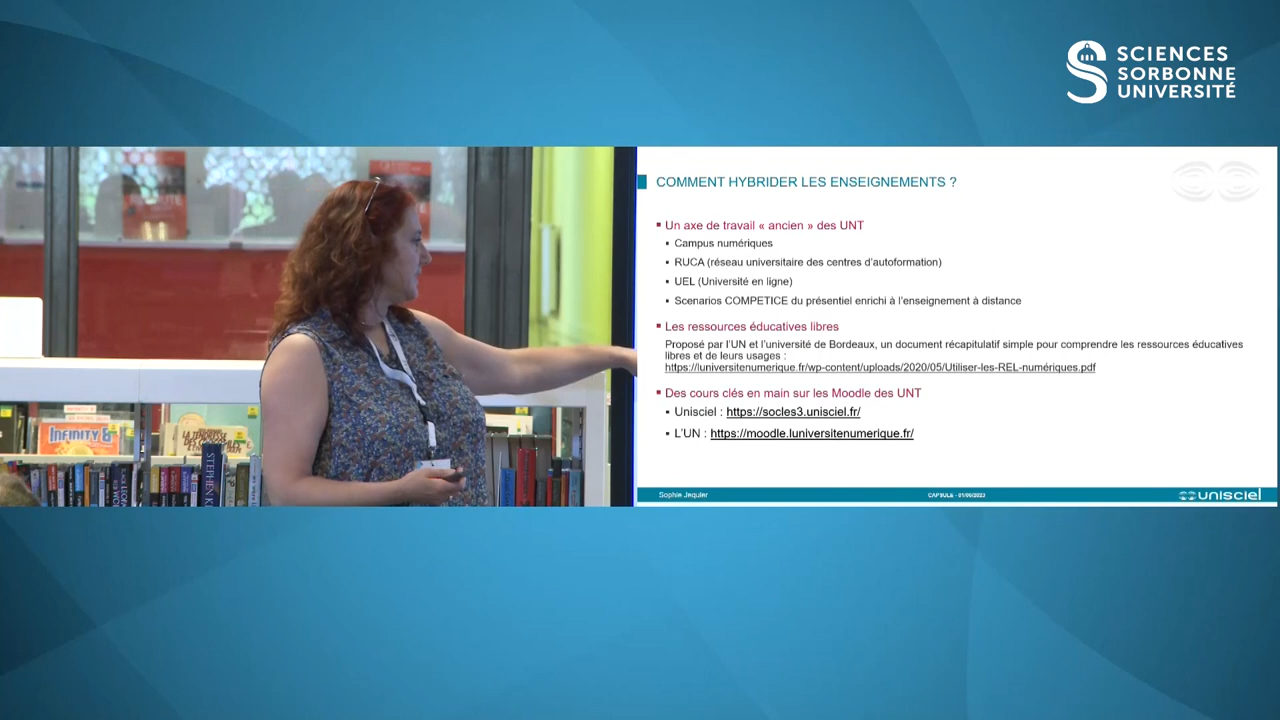 SCIENCES
SORBONNE
UNIVERSITÉ
COMMENT HYBRIDER LES ENSEIGNEMENTS ?
Un axe de travail « ancien » des UNT
Campus numériques
RUCA (réseau universitaire des centres d'autoformation)
UEL (Université en ligne)
Scenarios COMPETICE du présentiel enrichi à l'enseignement à distance
Les ressources éducatives libres
Proposé par l'UN et l'université de Bordeaux, un document récapitulatif simple pour comprendre les ressources éducatives
libres et de leurs usages :
https://luniversitenumerique.fr/wp-content/uploads/2020/05/Utiliser-les-REL-numériques.pdf
Des cours clés en main sur les Moodle des UNT
Unisciel : https://socles3.unisciel.fr/
L'UN : https://moodle.luniversitenumerique.fr/
Sophie Jequier
CAPSULE - 01/06/2023
unisciel
INFINITY 8
STEPHEN K